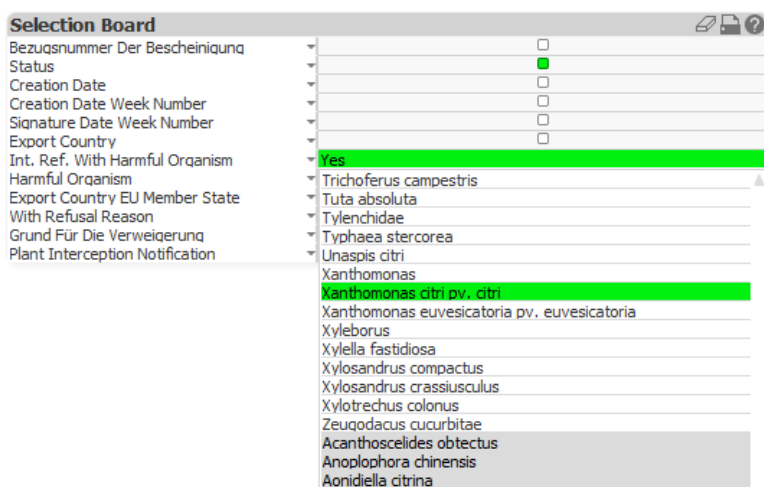 Selection Board
Bezugsnummer Der Bescheinigung
Status
Creation Date
Creation Date Week Number
Signature Date Week Number
Export Country
Int. Ref. With Harmful Organism Yes
Harmful Organism Trichoferus campestris
Export Country EU Member State Tuta absoluta
With Refusal Reason Tylenchidae
Grund Für Die Verweigerung Typhaea stercorea
Plant Interception Notification Unaspis citri
Xanthomonas
Xanthomonas citri pv. citri
Xanthomonas euvesicatoria pv. euvesicatoria
Xyleborus
Xylella fastidiosa
Xylosandrus compactus
Xylosandrus crassiusculus
Xylotrechus colonus
Zeugodacus cucurbitae
Acanthoscelides obtectus
Anoplophora chinensis
Aonidiella citrina